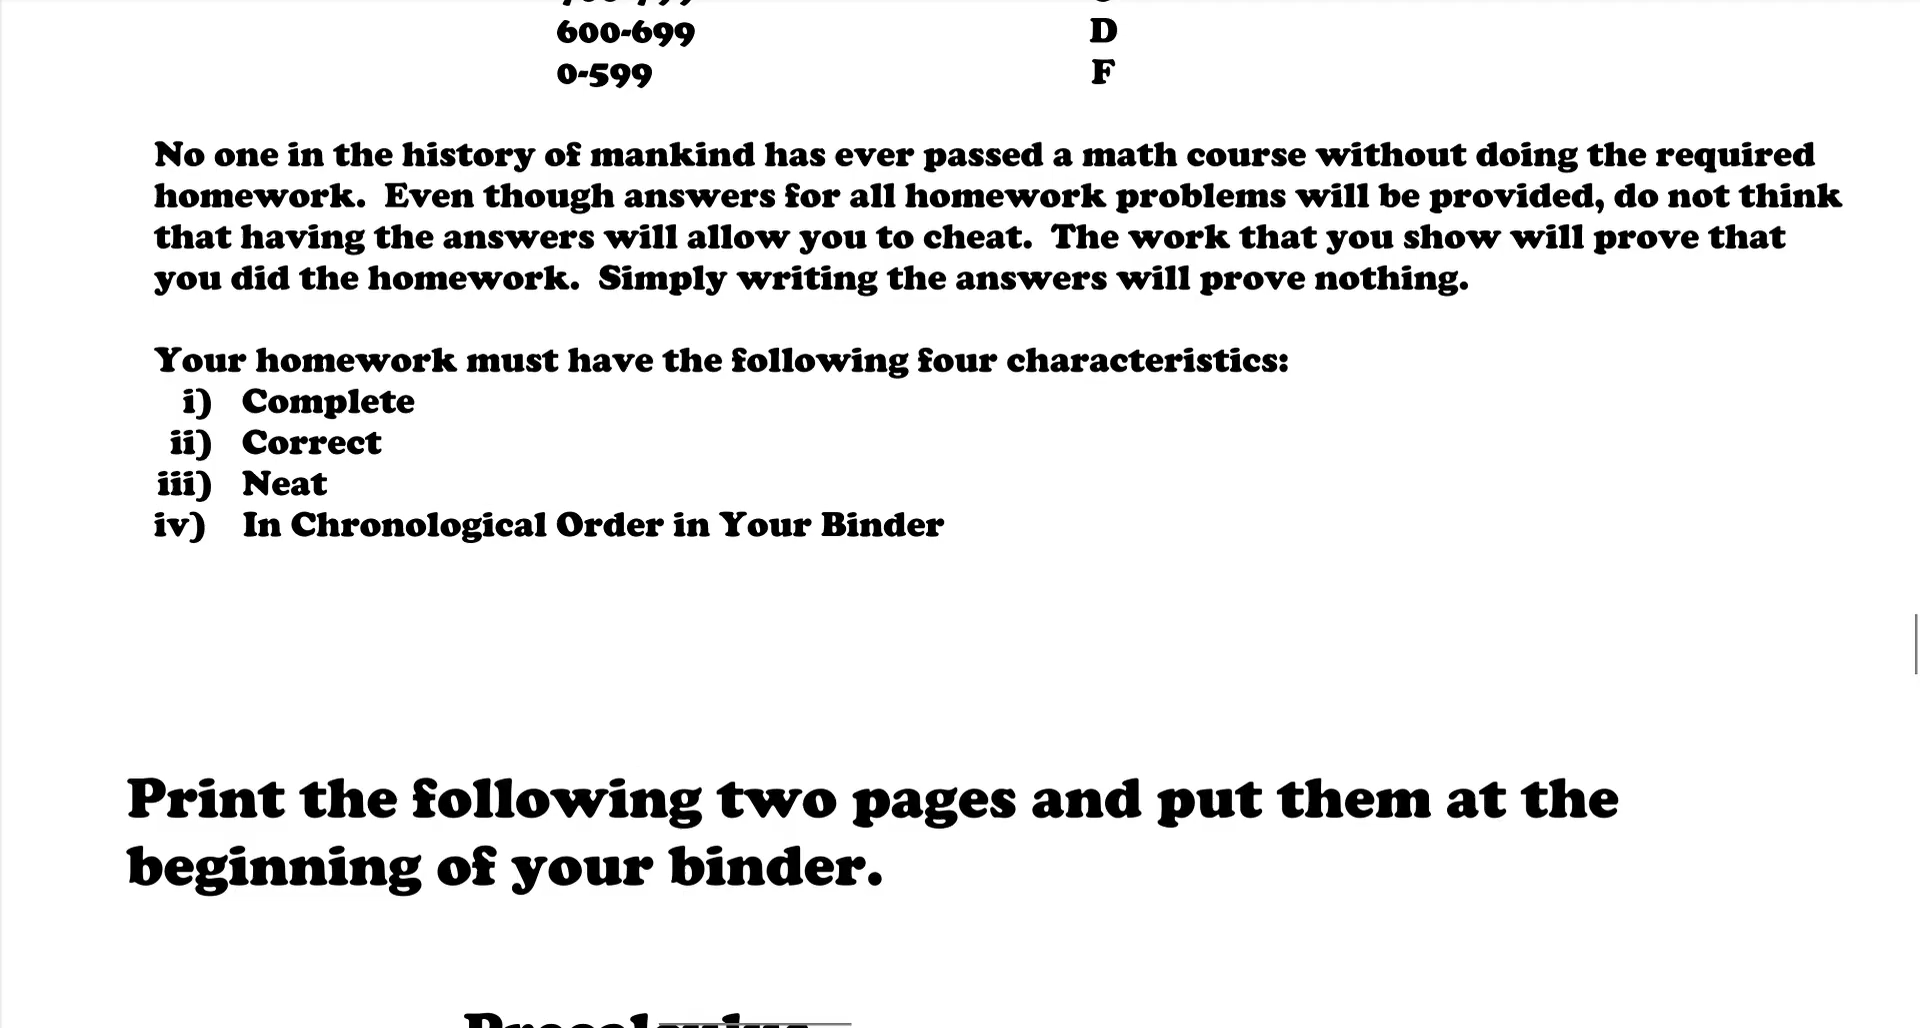 600-699 D
0-599 F
No one in the history of mankind has ever passed a math course without doing the required
homework.  Even though answers for all homework problems will be provided, do not think
that having the answers will allow you to cheat.  The work that you show will prove that
you did the homework.  Simply writing the answers will prove nothing.
Your homework must have the following four characteristics:
i) Complete
ii) Correct
iii) Neat
iv) In Chronological Order in Your Binder
Print the following two pages and put them at the
beginning of your binder.